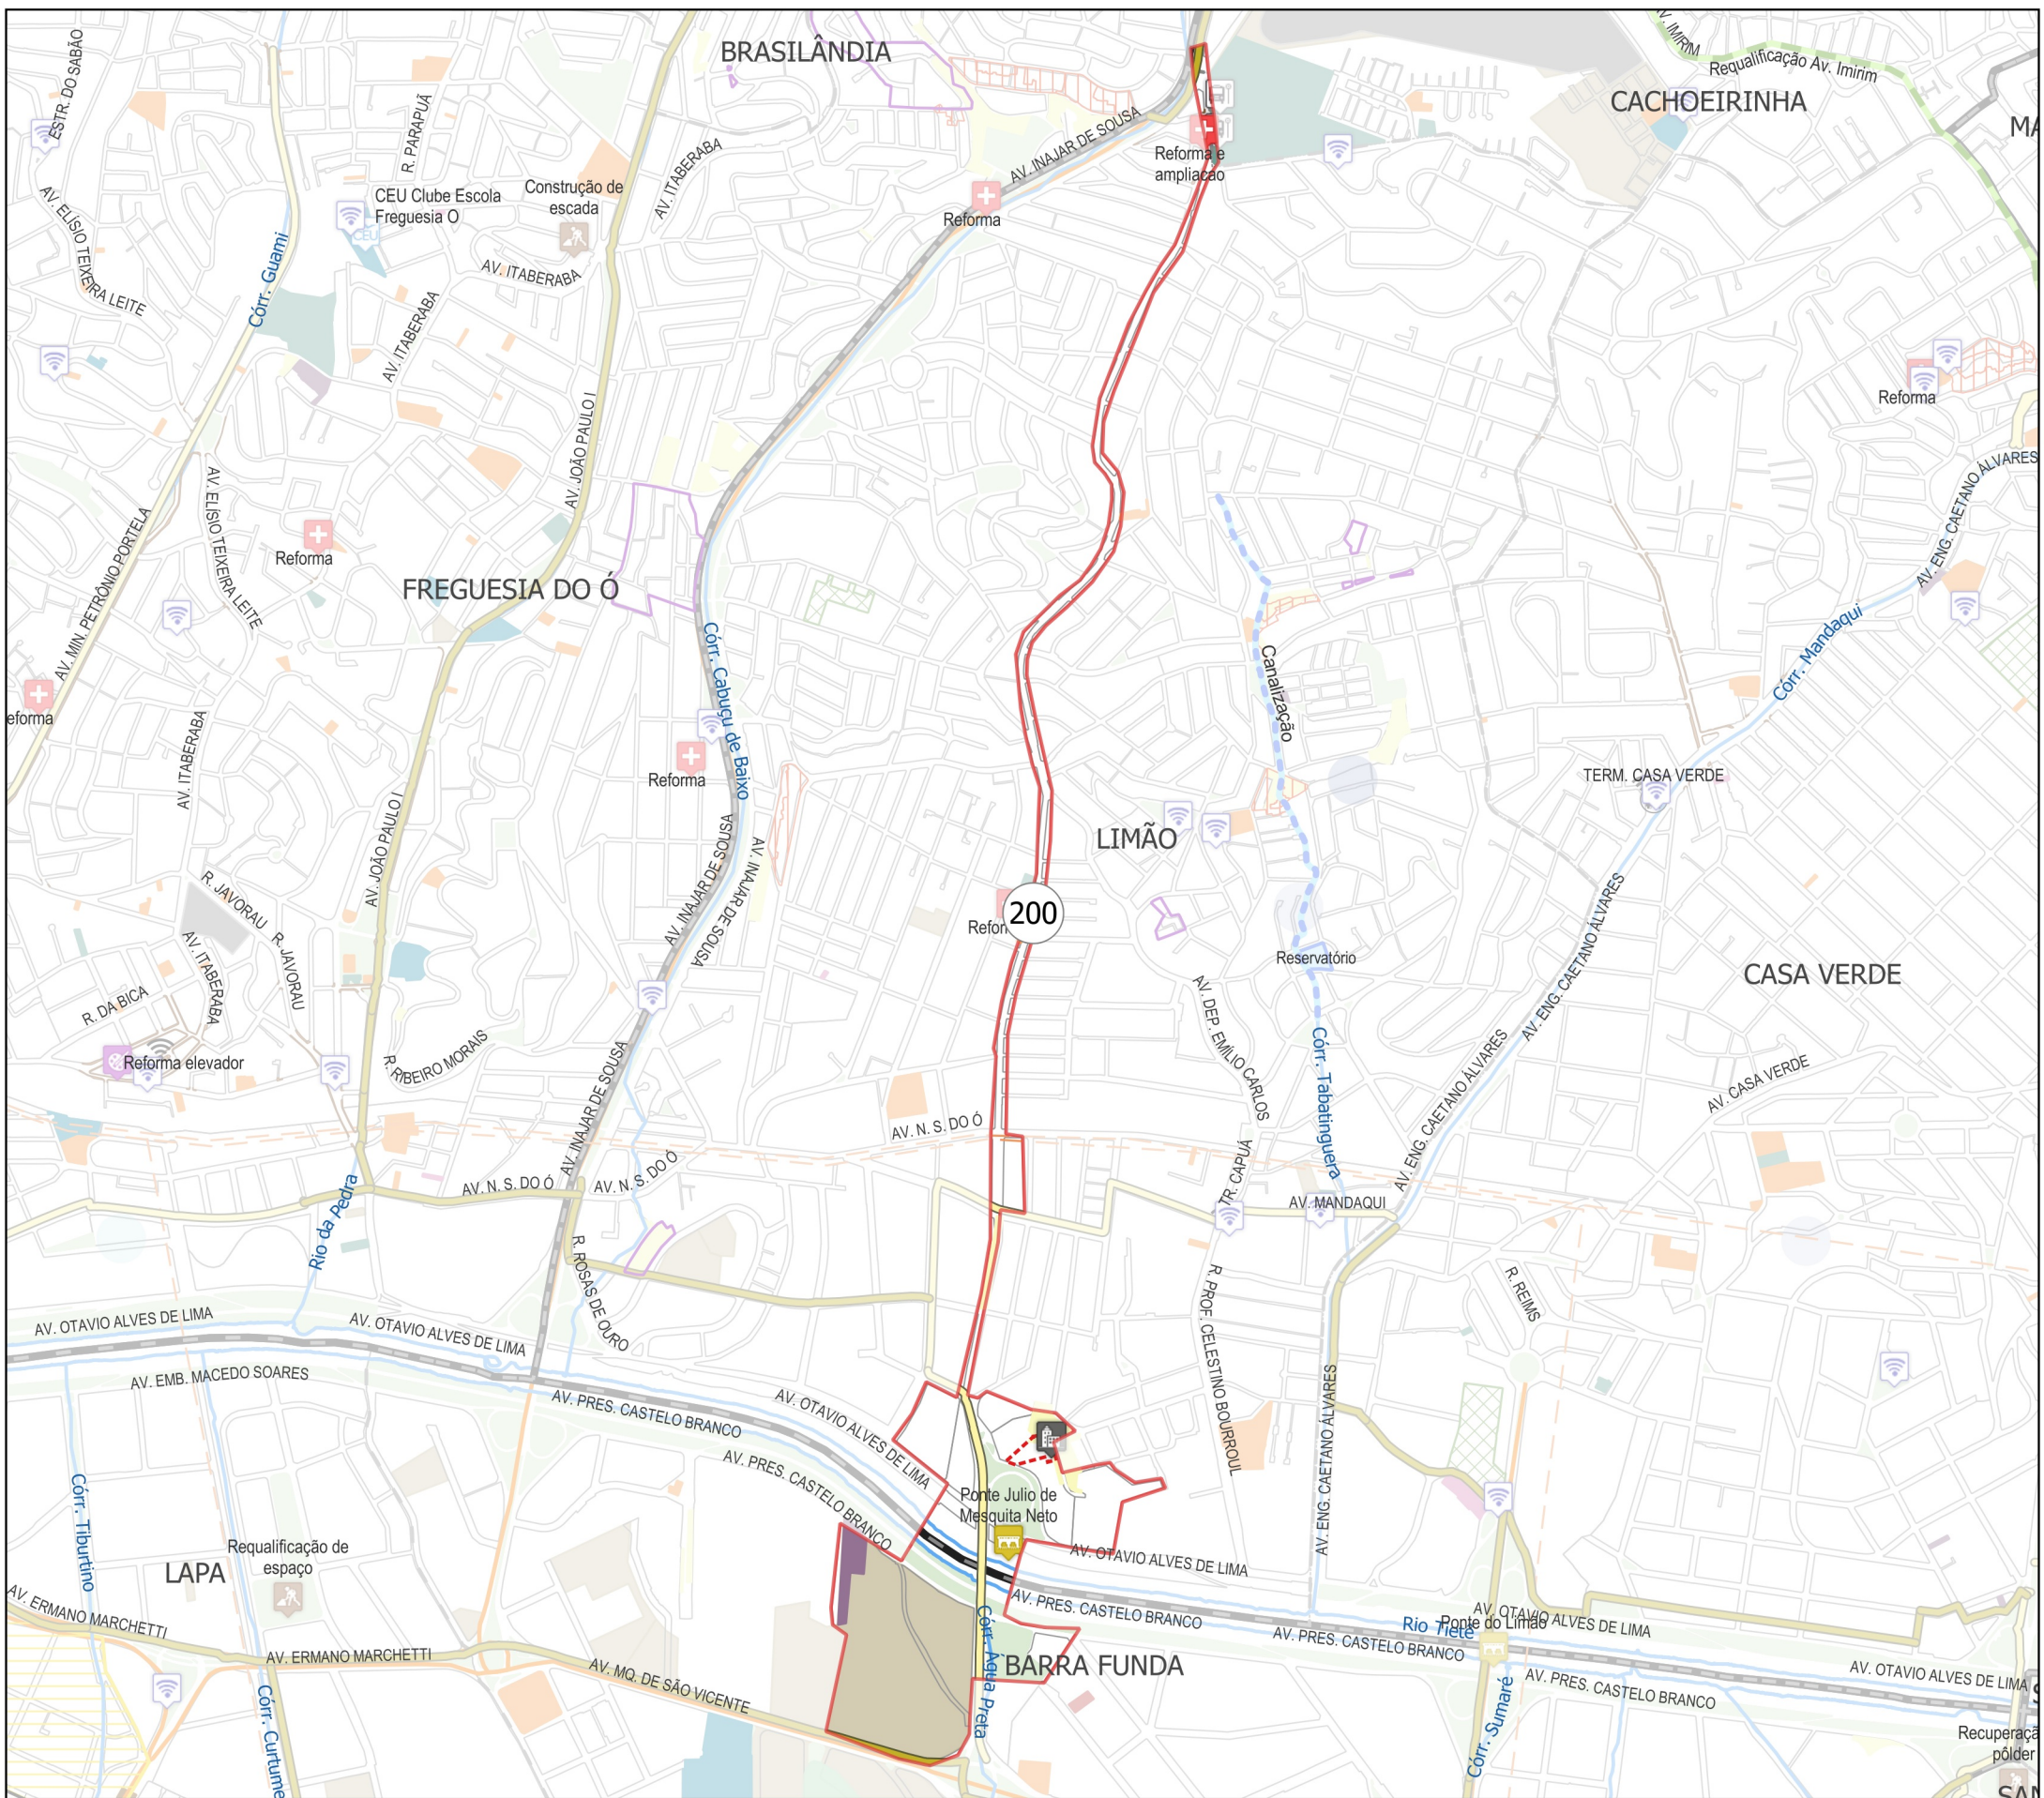 BRASILÂNDIA
AV. IMIRIM
Requalificação Av. Imirim
CACHOEIRINHA
ESTR. DO SABÃO
R. PARAPUÃ
AV. INAJAR DE SOUSA
Reforma e
ampliacao
AV. ITABERABA
CEU Clube Escola
Freguesia O
CEU
Construção de
escada
Reforma
AV. ELÍSIO TEIXEIRA LEITE
Córr. Guami
AV. ITABERABA
AV. ITABERABA
Reforma
AV. JOÃO PAULO I
AV. ENG. CAETANO ÁLVARES
AV. ELÍSIO TEIXEIRA LEITE
AV. MIN. PETRÔNIO PORTELA
Reforma
FREGUESIA DO Ó
Córr. Cabuçu de Baixo
Canalização
Córr. Mandaqui
eforma
AV. ITABERABA
Reforma
TERM. CASA VERDE
AV. JOÃO PAULO I
LIMÃO
AV. INAJAR DE SOUSA
AV. INAJAR DE SOUSA
R. JAVORAU
R. JAVORAU
200
Refor
Reservatório
AV. ENG. CAETANO ÁLVARES
CASA VERDE
AV. ITABERABA
R. DA BICA
AV. DEP. EMÍLIO CARLOS
Reforma elevador
R. RIBEIRO MORAIS
AV. INAJAR DE SOUSA
Córr. Tabatinguera
AV. ENG. CAETANO ÁLVARES
AV. CASA VERDE
AV. N. S. DO Ó
AV. N. S. DO Ó
AV. N. S. DO Ó
TR. CAPUÁ
AV. MANDAQUI
Rio da Pedra
R. ROSAS DE OURO
R. PROF. CELESTINO BOURROUL
R. REIMS
AV. OTAVIO ALVES DE LIMA
AV. OTAVIO ALVES DE LIMA
AV. EMB. MACEDO SOARES
AV. PRES. CASTELO BRANCO
AV. OTAVIO ALVES DE LIMA
AV. ENG. CAETANO ÁLVARES
AV. PRES. CASTELO BRANCO
Ponte Julio de
Mesquita Neto
Córr. Tiburtino
LAPA
Requalificação de
espaço
AV. OTAVIO ALVES DE LIMA
AV. PRES. CASTELO BRANCO
AV. ERMANO MARCHETTI
AV. ERMANO MARCHETTI
Córr. Água Preta
BARRA FUNDA
Rio Tietê
Ponte do Limão
AV. OTAVIO ALVES DE LIMA
AV. PRES. CASTELO BRANCO
AV. PRES. CASTELO BRANCO
AV. OTAVIO ALVES DE LIMA
AV. MQ. DE SÃO VICENTE
Córr. Curtume
Córr. Sumaré
Recuperaçã
pôlder